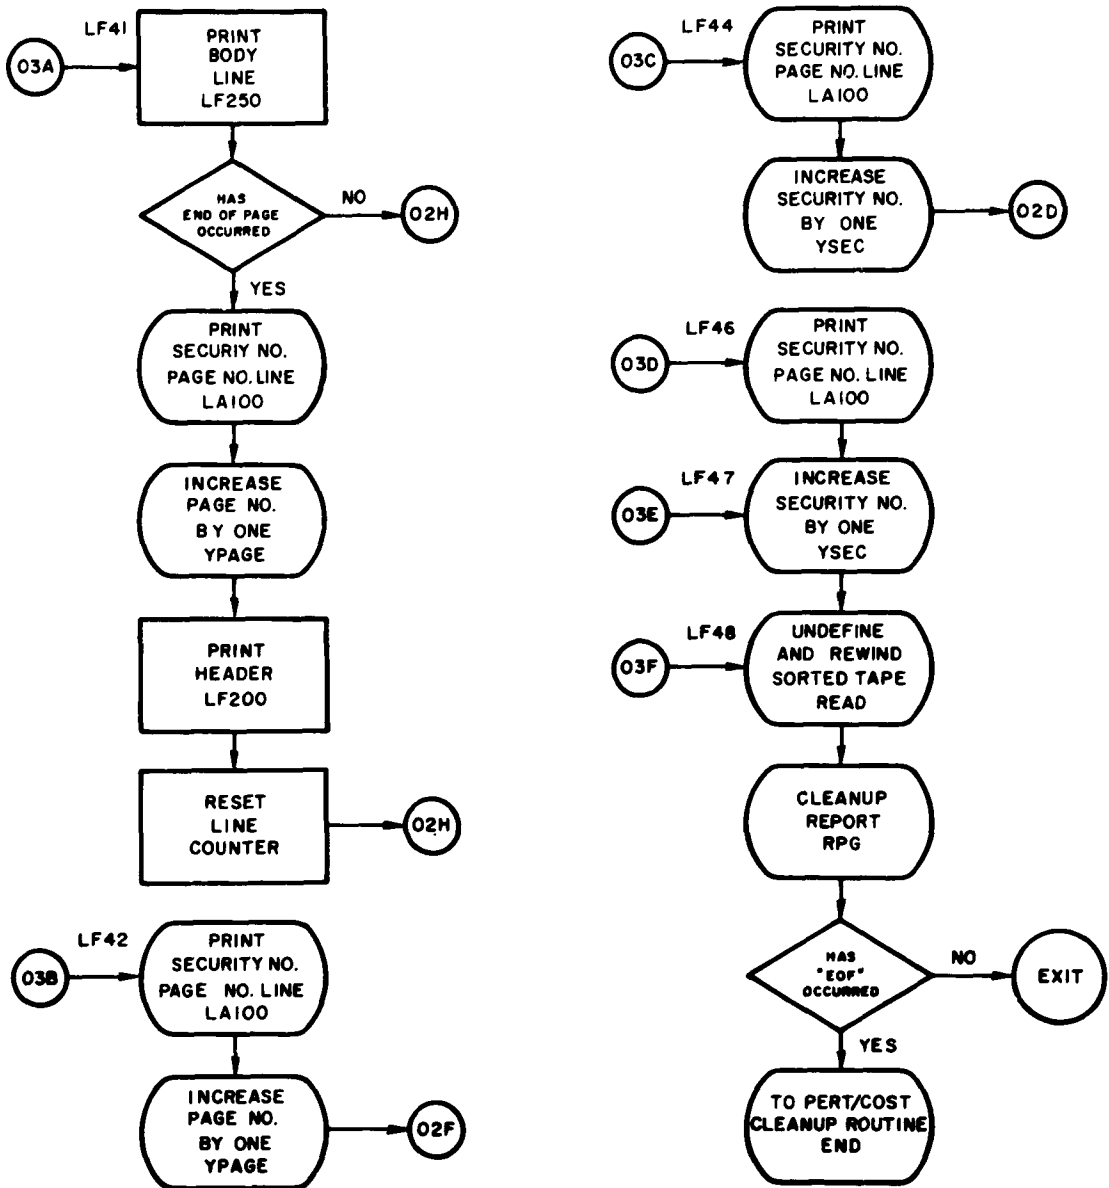 LF41
03A
PRINT
BODY
LINE
LF250
HAS
END OF PAGE
OCCURRED
NO
02H
YES
PRINT
SECURIY NO.
PAGE NO. LINE
LA100
INCREASE
PAGE NO.
BY ONE
YPAGE
PRINT
HEADER
LF200
RESET
LINE
COUNTER
02H
LF42
03B
PRINT
SECURITY NO.
PAGE NO. LINE
LA100
INCREASE
PAGE NO.
BY ONE
YPAGE
02F
LF44
03C
PRINT
SECURITY NO.
PAGE NO. LINE
LA100
INCREASE
SECURITY NO.
BY ONE
YSEC
02D
LF46
03D
PRINT
SECURITY NO.
PAGE NO. LINE
LA100
LF47
03E
INCREASE
SECURITY NO.
BY ONE
YSEC
LF48
03F
UNDEFINE
AND REWIND
SORTED TAPE
READ
CLEANUP
REPORT
RPG
HAS
"EOF"
OCCURRED
NO
EXIT
YES
TO PERT/COST
CLEANUP ROUTINE
END